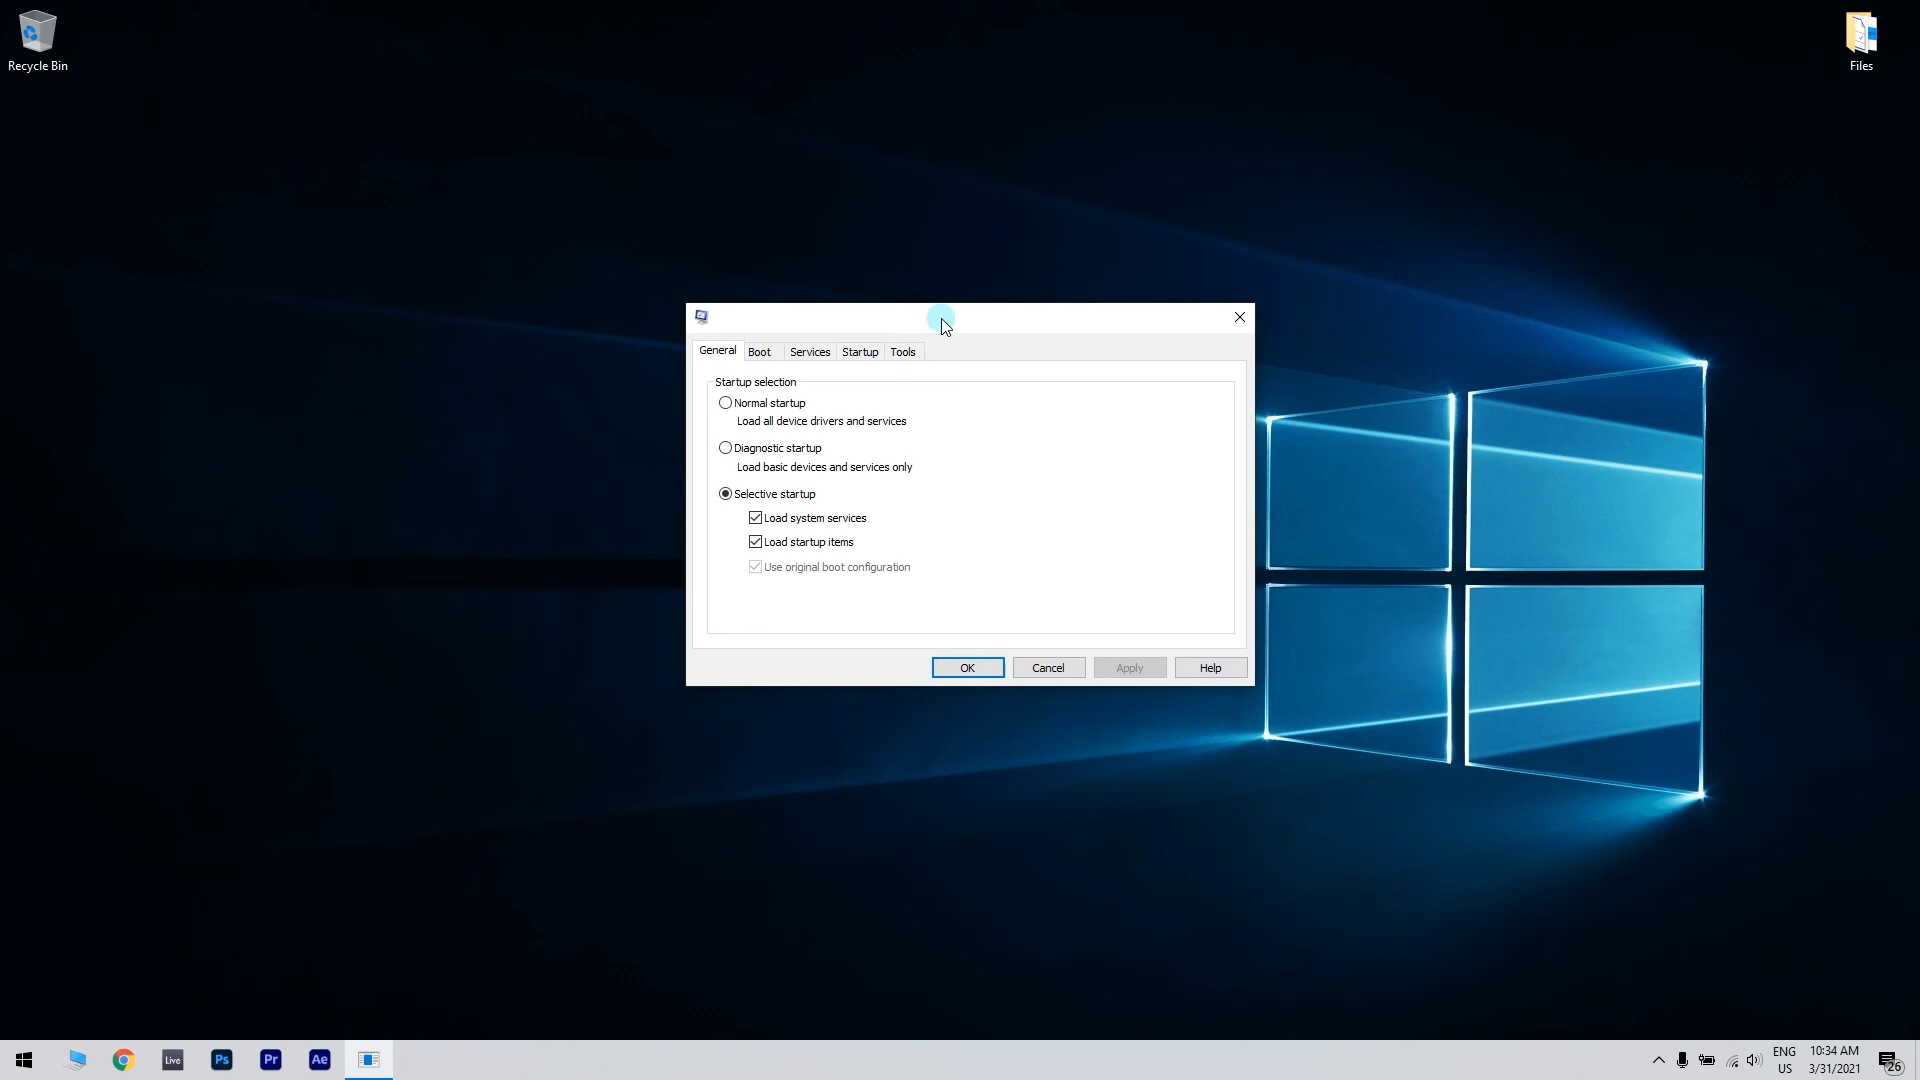 Recycle Bin
Files
General Boot Services Startup Tools
Startup selection
Normal startup
Load all device drivers and services
Diagnostic startup
Load basic devices and services only
Selective startup
Load system services
Load startup items
Use original boot configuration
OK Cancel Apply Help
Live Ps Pr Ae
ENG 10:34 AM
US 3/31/2021 26